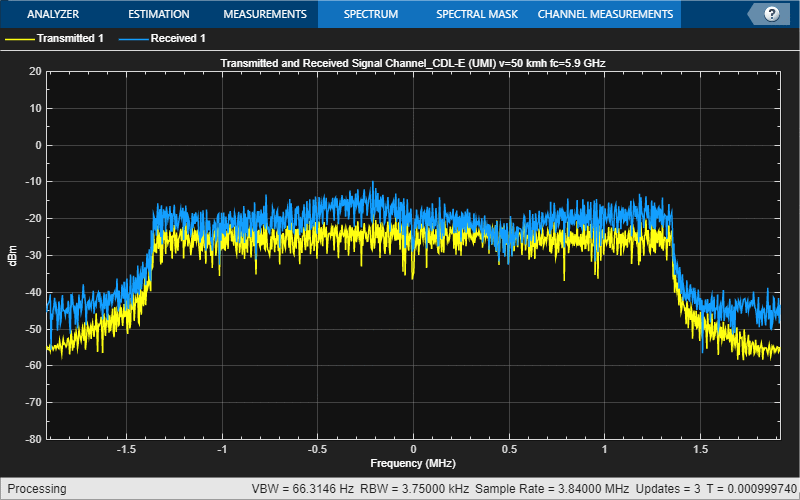 ANALYZER ESTIMATION MEASUREMENTS SPECTRUM SPECTRAL MASK CHANNEL MEASUREMENTS ?
Transmitted 1 Received 1
Transmitted and Received Signal Channel_CDL-E (UMI) v=50 kmh fc=5.9 GHz
20
10
0
-10
-20
-30
-40
-50
-60
-70
-80
dBm
-1.5 -1 -0.5 0 0.5 1 1.5
Frequency (MHz)
Processing VBW = 66.3146 Hz RBW = 3.75000 kHz Sample Rate = 3.84000 MHz Updates = 3 T = 0.000999740